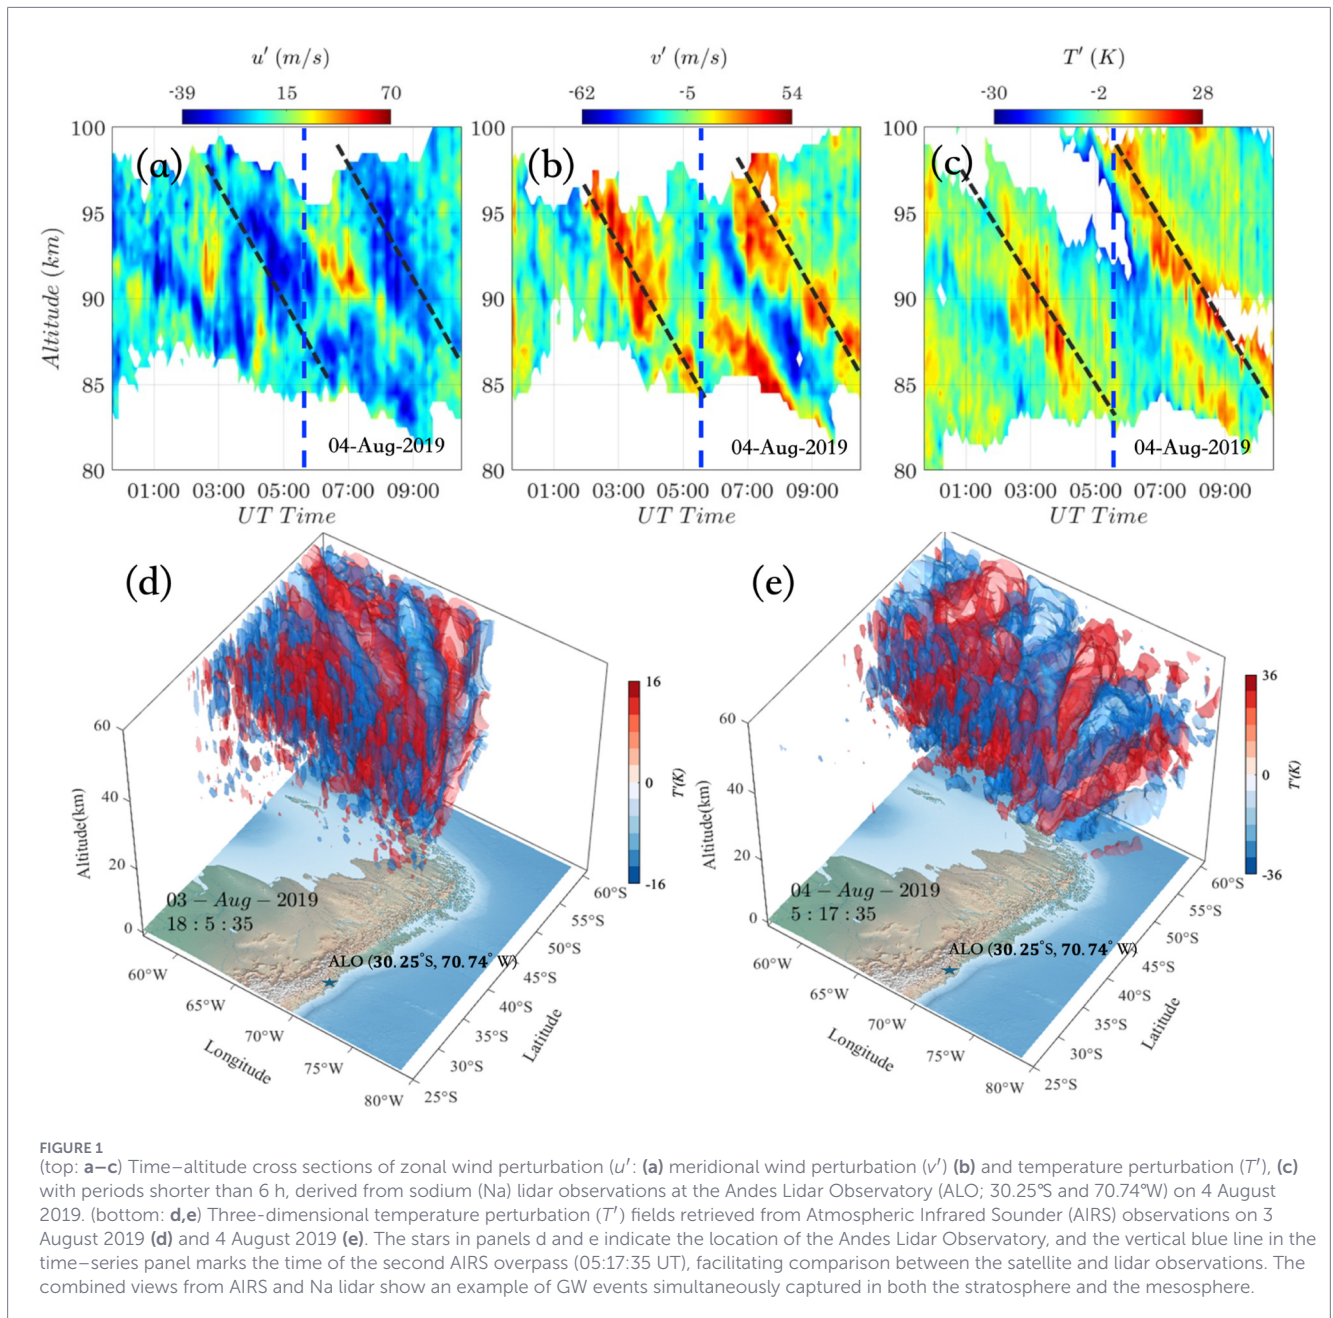 u′ (m/s)
-39 15 70
v′ (m/s)
-62 -5 54
T′ (K)
-30 -2 28
(a)
100
95
90
85
80
Altitude (km)
04-Aug-2019
01:00 03:00 05:00 07:00 09:00
UT Time
(b)
100
95
90
85
80
04-Aug-2019
01:00 03:00 05:00 07:00 09:00
UT Time
(c)
100
95
90
85
80
04-Aug-2019
01:00 03:00 05:00 07:00 09:00
UT Time
(d)
60
40
20
0
Altitude(km)
03 − Aug − 2019
18 : 5 : 35
ALO (30.25°S, 70.74° W)
60°W
65°W
70°W
75°W
80°W
Longitude
60°S
55°S
50°S
45°S
40°S
35°S
30°S
25°S
Latitude
16
0
-16
T'(K)
(e)
60
40
20
0
Altitude(km)
04 − Aug − 2019
5 : 17 : 35
ALO (30.25°S, 70.74° W)
60°W
65°W
70°W
75°W
80°W
Longitude
60°S
55°S
50°S
45°S
40°S
35°S
30°S
25°S
Latitude
36
0
-36
T'(K)
FIGURE 1
(top: a–c) Time–altitude cross sections of zonal wind perturbation (u′: (a) meridional wind perturbation (v′) (b) and temperature perturbation (T′), (c)
with periods shorter than 6 h, derived from sodium (Na) lidar observations at the Andes Lidar Observatory (ALO; 30.25°S and 70.74°W) on 4 August
2019. (bottom: d,e) Three-dimensional temperature perturbation (T′) fields retrieved from Atmospheric Infrared Sounder (AIRS) observations on 3
August 2019 (d) and 4 August 2019 (e). The stars in panels d and e indicate the location of the Andes Lidar Observatory, and the vertical blue line in the
time–series panel marks the time of the second AIRS overpass (05:17:35 UT), facilitating comparison between the satellite and lidar observations. The
combined views from AIRS and Na lidar show an example of GW events simultaneously captured in both the stratosphere and the mesosphere.